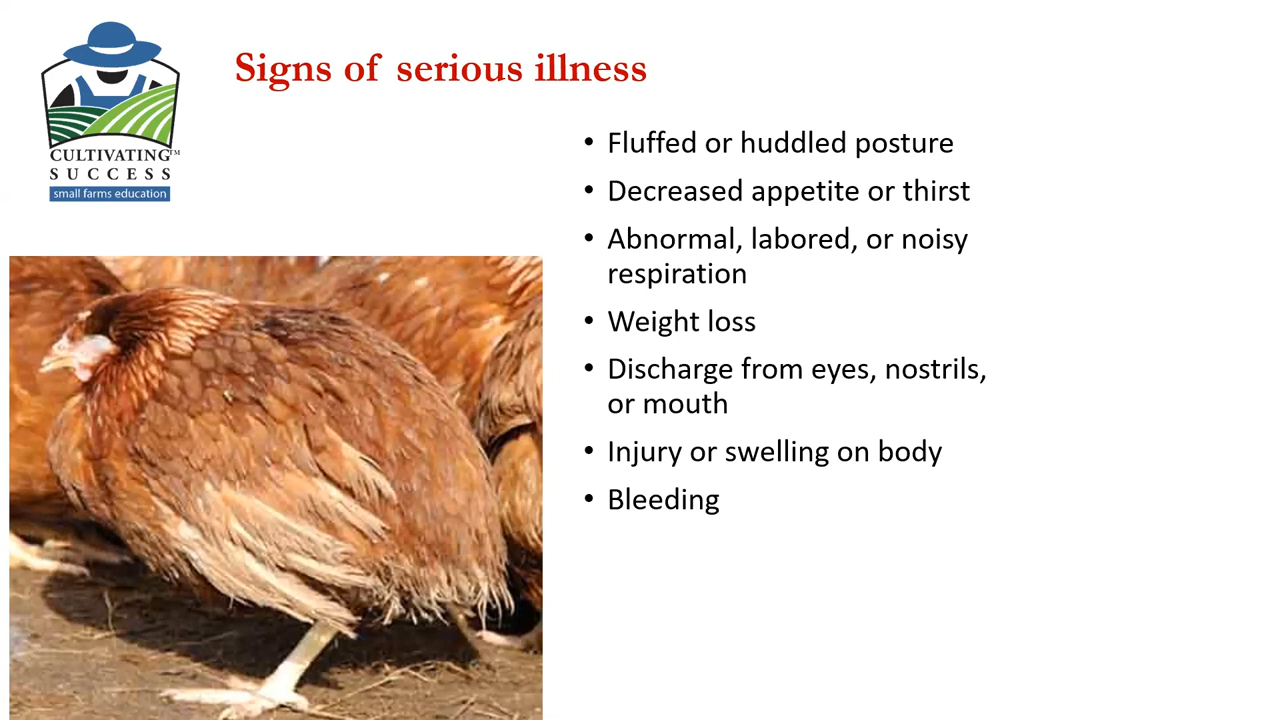 Signs of serious illness
CULTIVATING™
SUCCESS
small farms education
• Fluffed or huddled posture
• Decreased appetite or thirst
• Abnormal, labored, or noisy
respiration
• Weight loss
• Discharge from eyes, nostrils,
or mouth
• Injury or swelling on body
• Bleeding